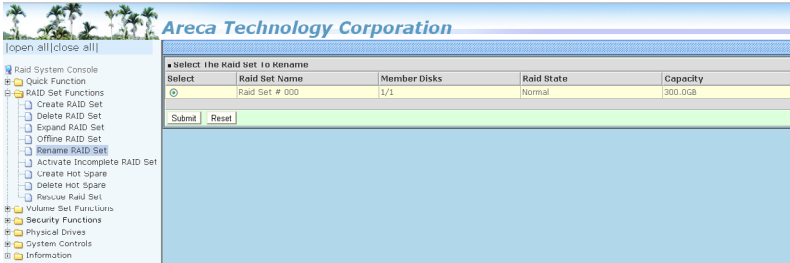 Areca Technology Corporation
|open all|close all|
Raid System Console
Quick Function
RAID Set Functions
Create RAID Set
Delete RAID Set
Expand RAID Set
Offline RAID Set
Rename RAID Set
Activate Incomplete RAID Set
Create Hot Spare
Delete Hot Spare
Rescue Raid Set
Volume Set Functions
Security Functions
Physical Drives
System Controls
Information
Select The Raid Set To Rename
Select Raid Set Name Member Disks Raid State Capacity
Raid Set # 000 1/1 Normal 300.0GB
Submit Reset